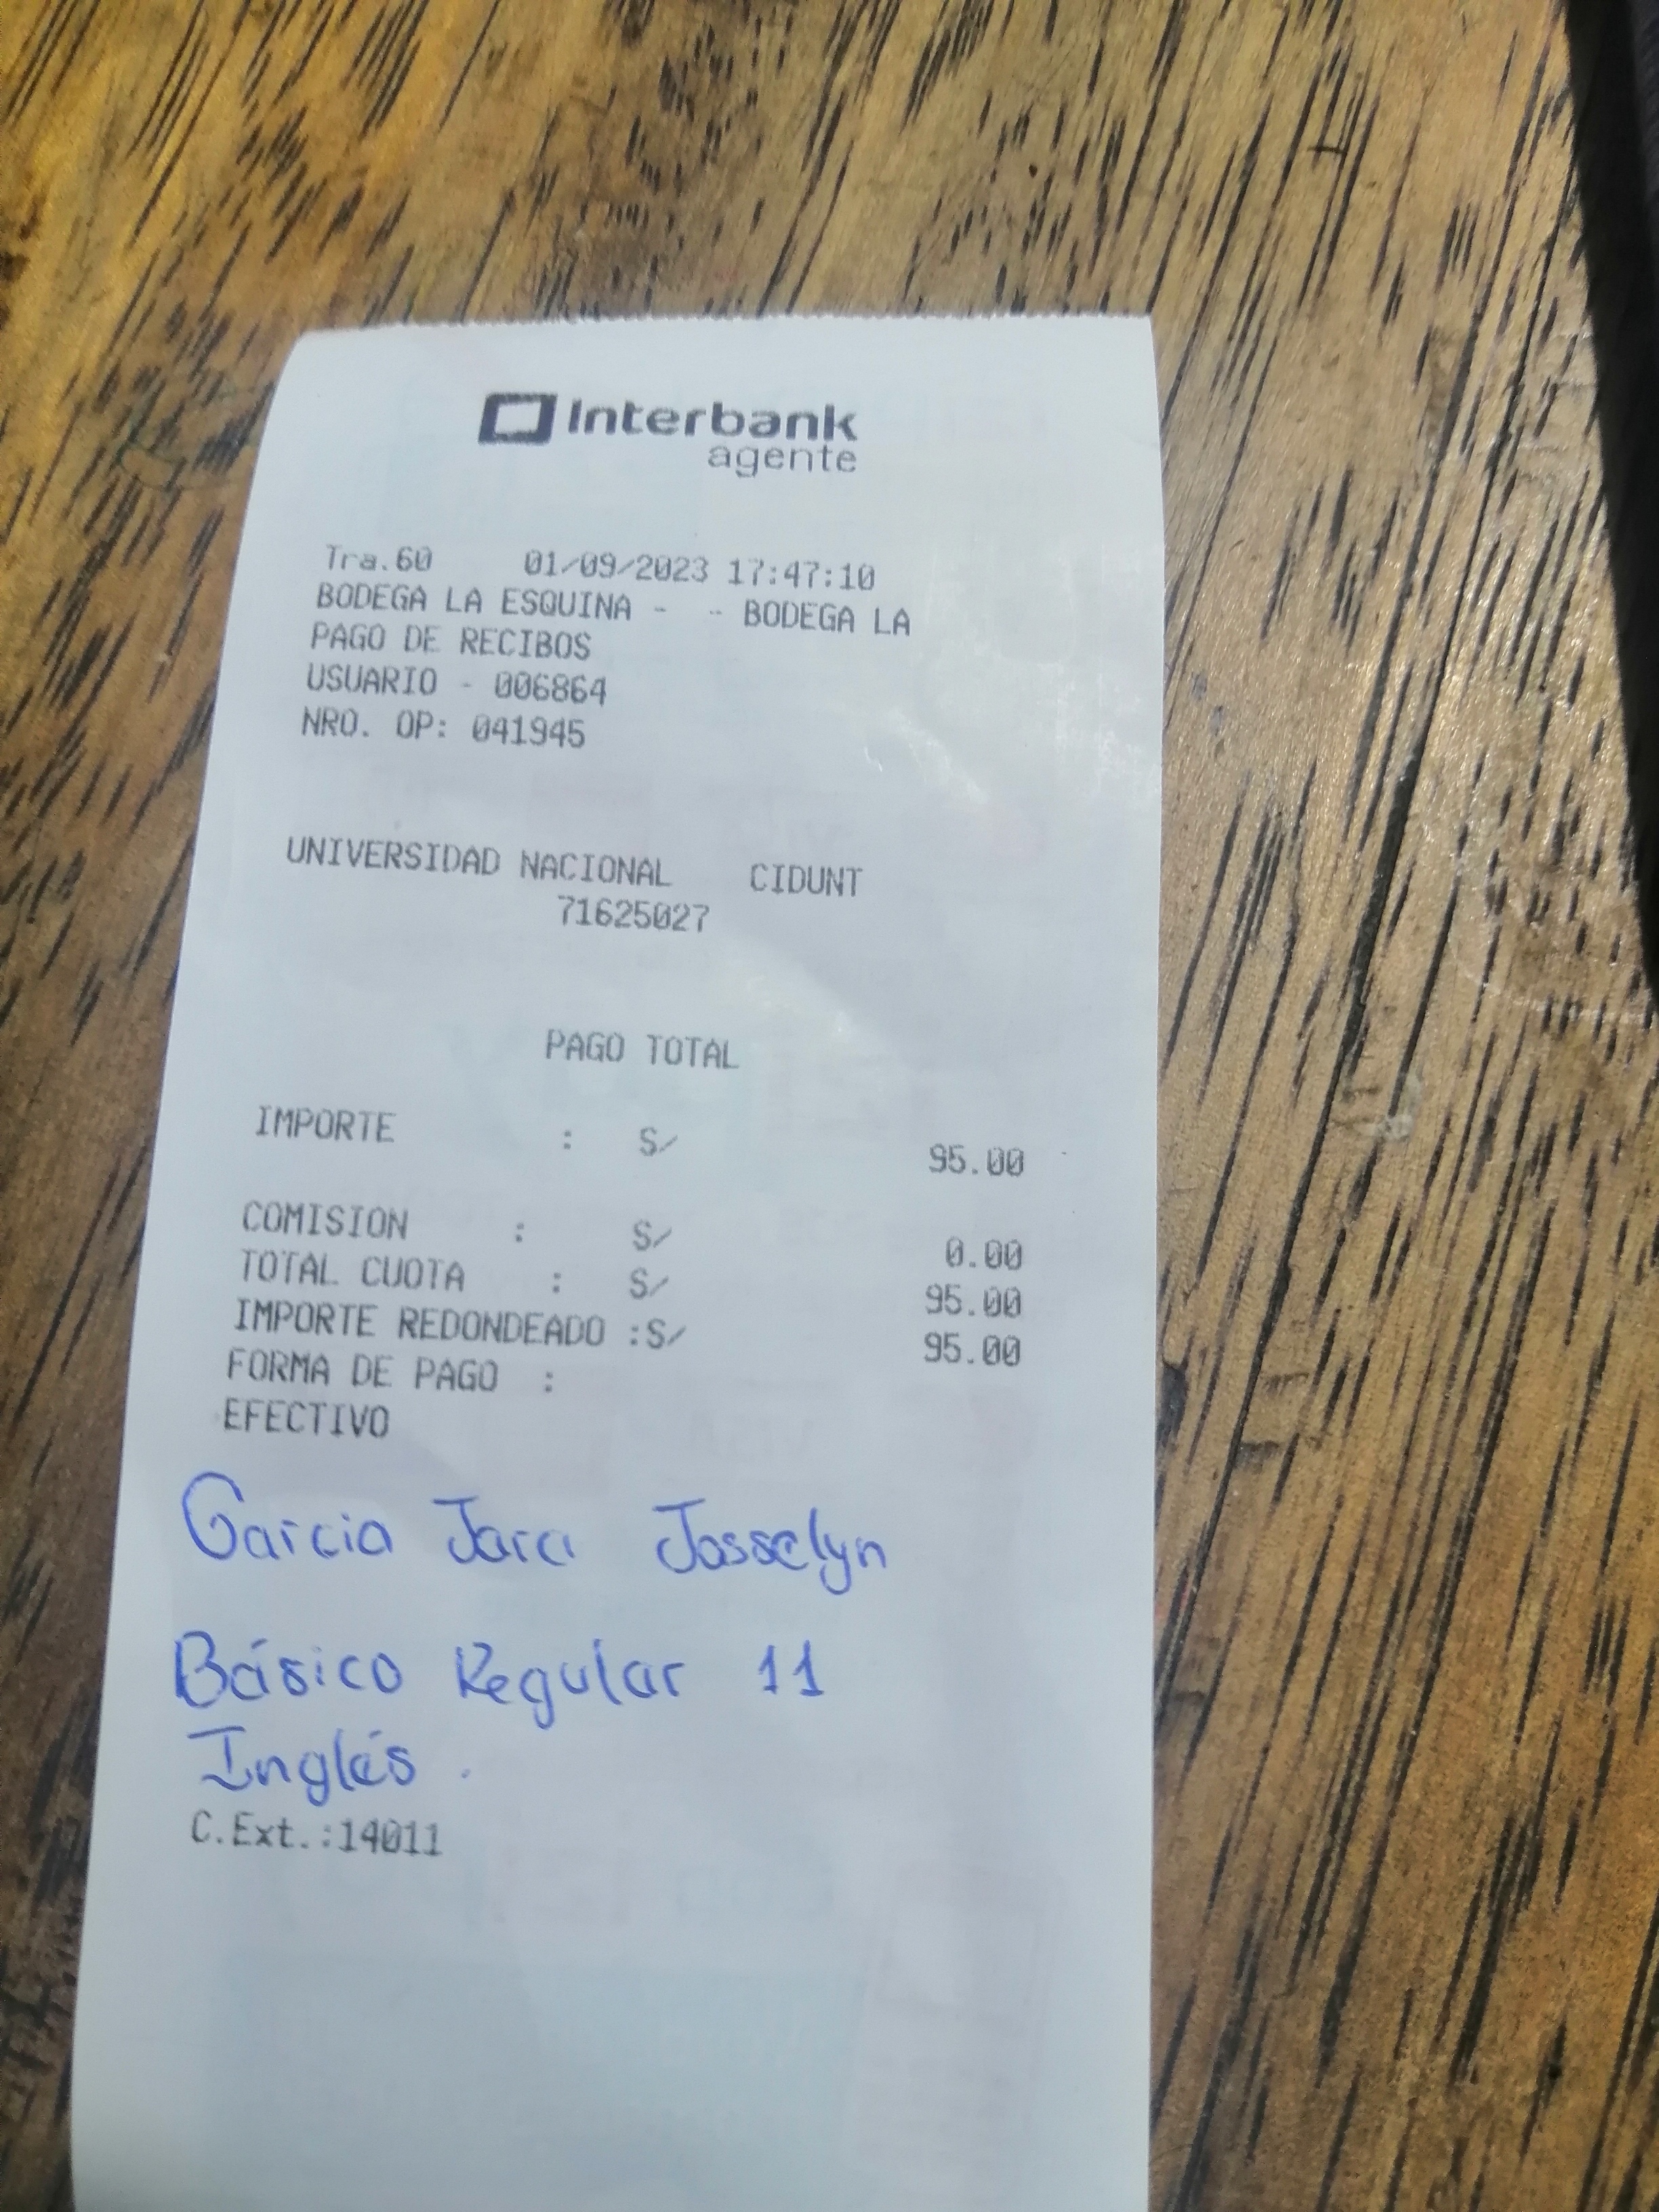 Interbank
agente
Tra.60 01/09/2023 17:47:10
BODEGA LA ESQUINA - - BODEGA LA
PAGO DE RECIBOS
USUARIO - 006864
NRO. OP: 041945
UNIVERSIDAD NACIONAL CIDUNT
71625027
PAGO TOTAL
IMPORTE : S/ 95.00
COMISION : S/ 0.00
TOTAL CUOTA : S/ 95.00
IMPORTE REDONDEADO :S/ 95.00
FORMA DE PAGO :
EFECTIVO
Garcia Jara Josselyn
Básico Regular 11
Inglés.
C.Ext.:14011